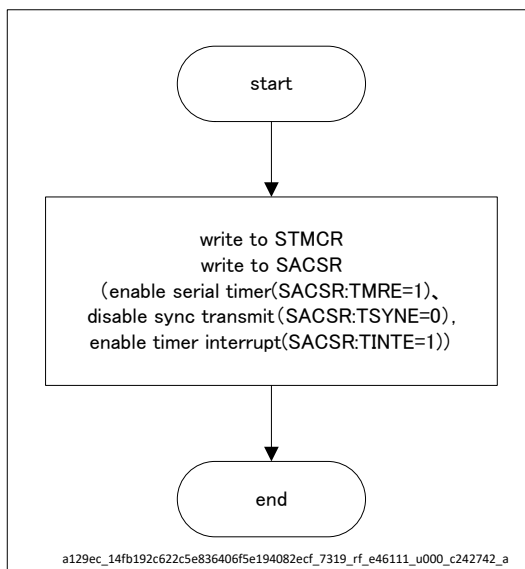 start
write to STMCR
write to SACSR
(enable serial timer(SACSR:TMRE=1)、
disable sync transmit(SACSR:TSYNE=0),
enable timer interrupt(SACSR:TINTE=1))
end
a129ec_14fb192c622c5e836406f5e194082ecf_7319_rf_e46111_u000_c242742_a